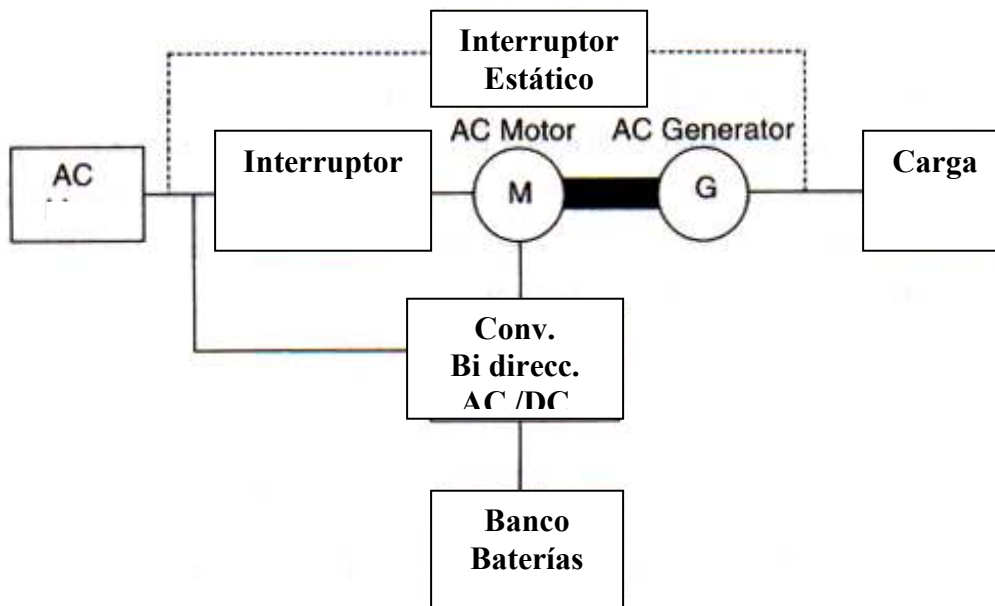 Interruptor
Estático
AC Motor
AC Generator
AC
Interruptor
M
G
Carga
Conv.
Bi direcc.
AC /DC
Banco
Baterías